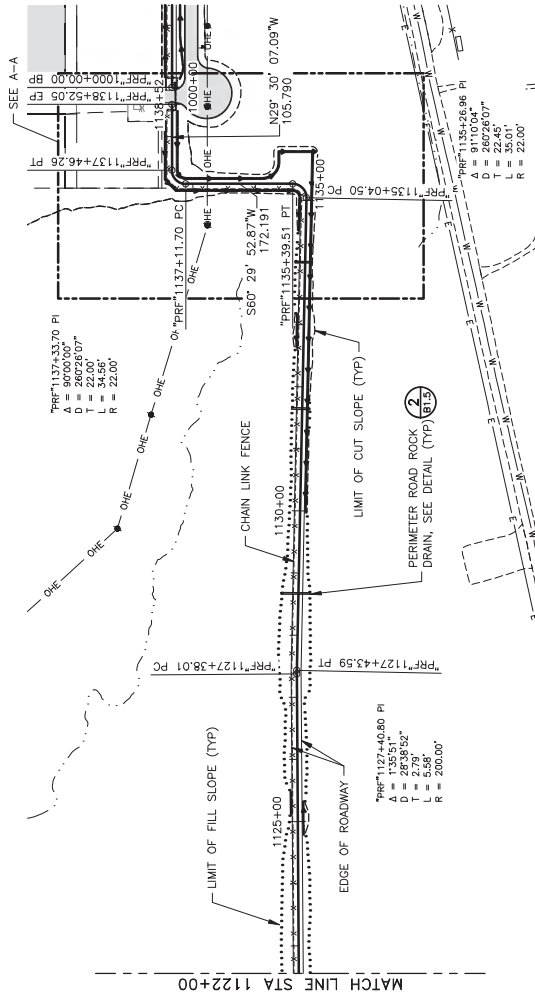 SEE A-A
"PRF"1137+46.26 PT
"PRF"1138+52.05 EP
"PRF"1000+00.00 BP
1138+52
1000+00
OHE
OHE
OHE
N29° 30' 07.09"W
105.790
"PRF"1137+33.70 PI
Δ = 90°00'00"
D = 260°26'07"
T = 22.00'
L = 34.56'
R = 22.00'
"PRF"1137+11.70 PC
OHE
OHE
OHE
OHE
OHE
S60° 29' 52.87"W
172.191
"PRF"1135+39.51 PT
1135+00
"PRF"1135+04.50 PC
"PRF"1135+26.96 PI
Δ = 91°10'04"
D = 260°26'07"
T = 22.45'
L = 35.01'
R = 22.00'
CHAIN LINK FENCE
1130+00
LIMIT OF CUT SLOPE (TYP)
PERIMETER ROAD ROCK
DRAIN, SEE DETAIL (TYP)
2
B1.5
"PRF"1127+38.01 PC
"PRF"1127+43.59 PT
"PRF"1127+40.80 PI
Δ = 1°35'51"
D = 28°38'52"
T = 2.79'
L = 5.58'
R = 200.00'
LIMIT OF FILL SLOPE (TYP)
1125+00
EDGE OF ROADWAY
MATCH LINE STA 1122+00